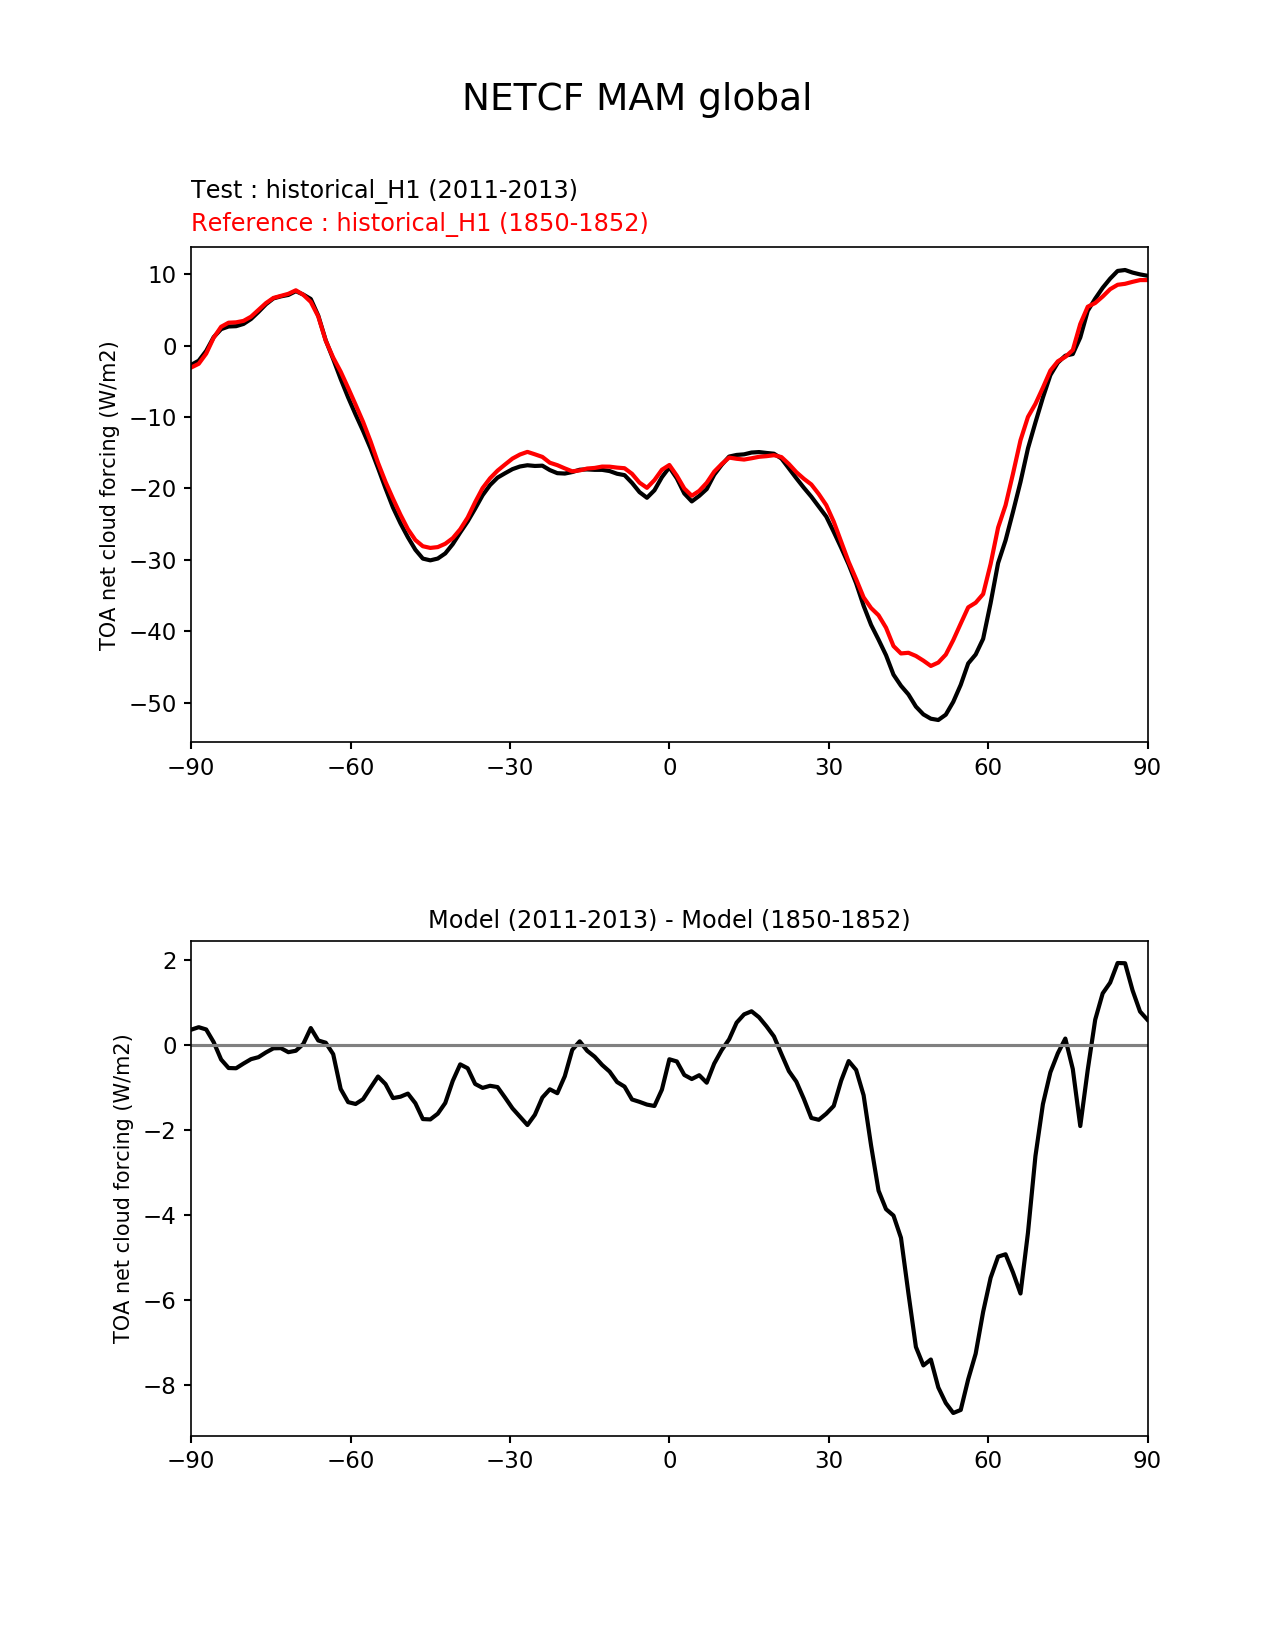 NETCF MAM global
Test : historical_H1 (2011-2013)
Reference : historical_H1 (1850-1852)
TOA net cloud forcing (W/m2)
10
0
−10
−20
−30
−40
−50
−90 −60 −30 0 30 60 90
Model (2011-2013) - Model (1850-1852)
TOA net cloud forcing (W/m2)
2
0
−2
−4
−6
−8
−90 −60 −30 0 30 60 90